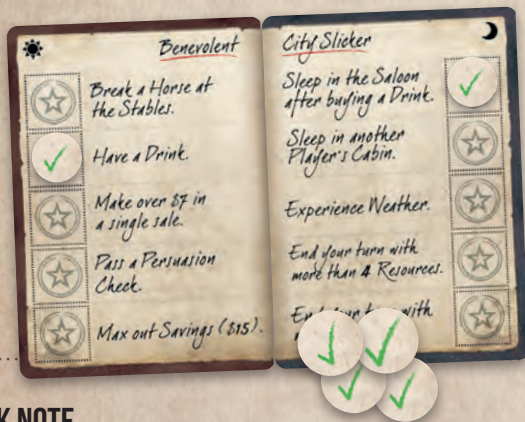 Benevolent
Break a Horse at
the Stables.
Have a Drink.
Make over $7 in
a single sale.
Pass a Persuasion
Check.
Max out Savings ($15).
City Slicker
Sleep in the Saloon
after buying a Drink.
Sleep in another
Player's Cabin.
Experience Weather.
End your turn with
more than 4 Resources.
turn with
K NOTE